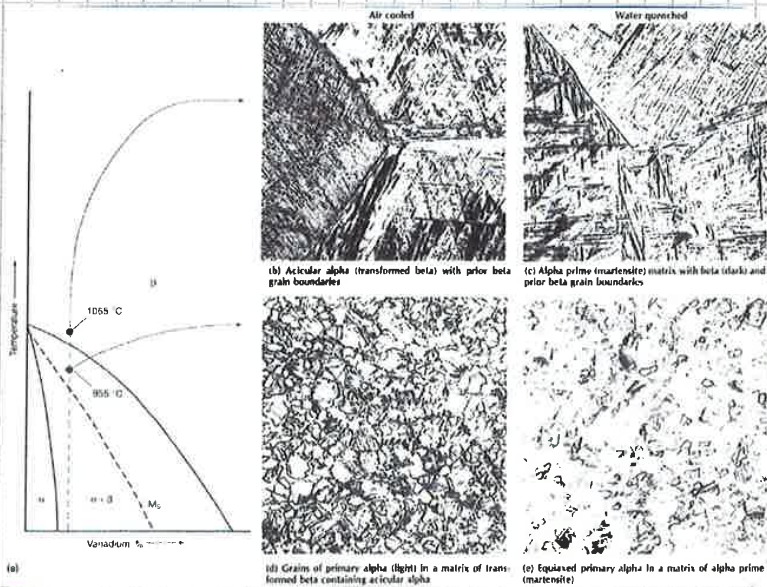 Air cooled
Water quenched
(b) Acicular alpha (transformed beta) with prior beta
grain boundaries
(c) Alpha prime (martensite) matrix with beta (dark) and
prior beta grain boundaries
β
1065 °C
Temperature
955 °C
α
α + β
Ms
Vanadium %
(a)
(d) Grains of primary alpha (light) in a matrix of trans-
formed beta containing acicular alpha
(e) Equiaxed primary alpha in a matrix of alpha prime
(martensite)